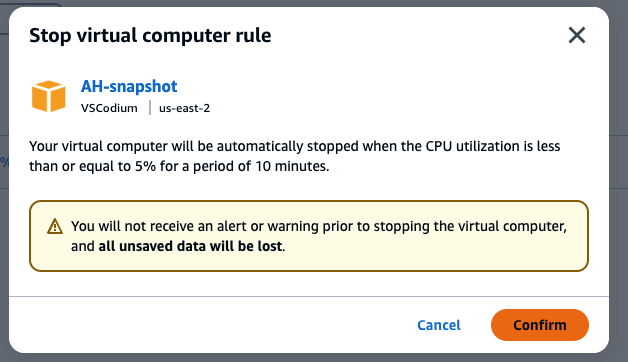 Stop virtual computer rule
AH-snapshot
VSCodium | us-east-2
Your virtual computer will be automatically stopped when the CPU utilization is less
than or equal to 5% for a period of 10 minutes.
You will not receive an alert or warning prior to stopping the virtual computer,
and all unsaved data will be lost.
Cancel Confirm
%